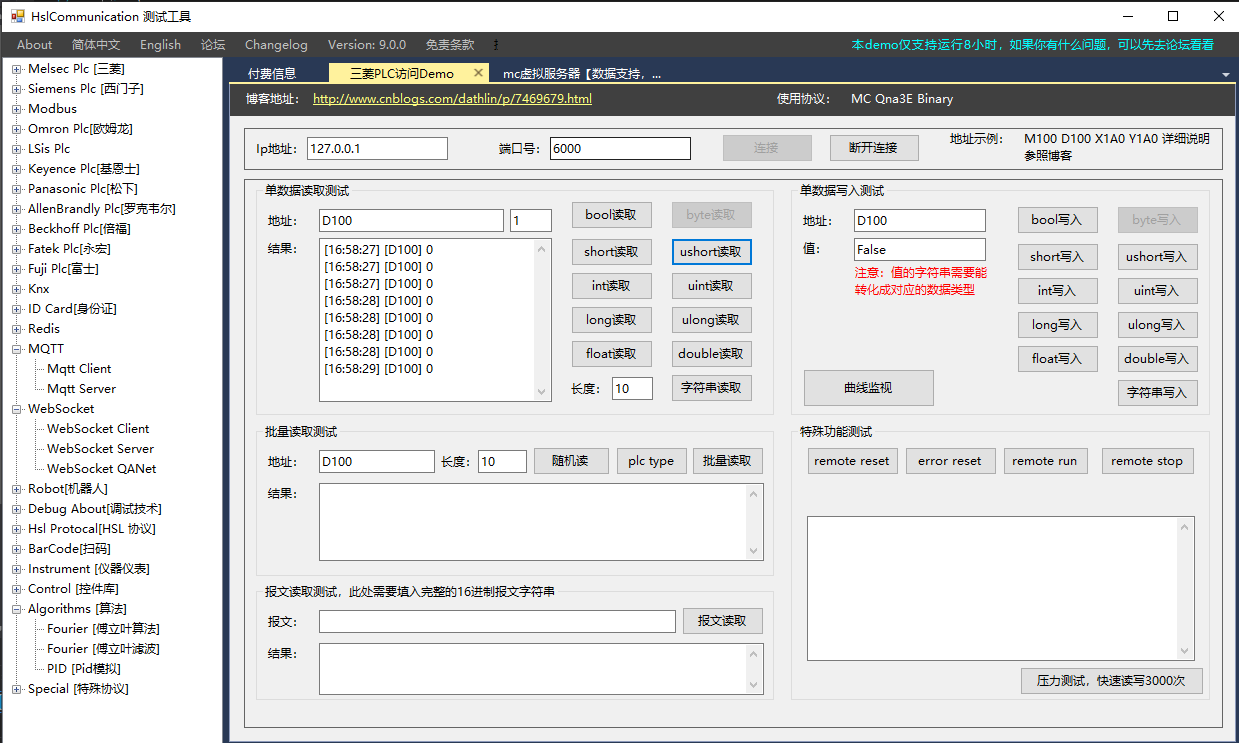 HslCommunication 测试工具
About 简体中文 English 论坛 Changelog Version: 9.0.0 免责条款
本demo仅支持运行8小时，如果你有什么问题，可以先去论坛看看
Melsec Plc [三菱]
Siemens Plc [西门子]
Modbus
Omron Plc[欧姆龙]
LSis Plc
Keyence Plc[基恩士]
Panasonic Plc[松下]
AllenBrandly Plc[罗克韦尔]
Beckhoff Plc[倍福]
Fatek Plc[永宏]
Fuji Plc[富士]
Knx
ID Card[身份证]
Redis
MQTT
Mqtt Client
Mqtt Server
WebSocket
WebSocket Client
WebSocket Server
WebSocket QANet
Robot[机器人]
Debug About[调试技术]
Hsl Protocal[HSL 协议]
BarCode[扫码]
Instrument [仪器仪表]
Control [控件库]
Algorithms [算法]
Fourier [傅立叶算法]
Fourier [傅立叶滤波]
PID [Pid模拟]
Special [特殊协议]
付费信息 三菱PLC访问Demo mc虚拟服务器【数据支持，...
博客地址： http://www.cnblogs.com/dathlin/p/7469679.html 使用协议： MC Qna3E Binary
Ip地址： 127.0.0.1 端口号： 6000 连接 断开连接 地址示例： M100 D100 X1A0 Y1A0 详细说明
参照博客
单数据读取测试
地址： D100 1 bool读取 byte读取
结果： short读取 ushort读取
[16:58:27] [D100] 0
[16:58:27] [D100] 0
[16:58:27] [D100] 0
[16:58:28] [D100] 0
[16:58:28] [D100] 0
[16:58:28] [D100] 0
[16:58:28] [D100] 0
[16:58:29] [D100] 0
int读取 uint读取
long读取 ulong读取
float读取 double读取
长度： 10 字符串读取
单数据写入测试
地址： D100 bool写入 byte写入
值： False short写入 ushort写入
注意：值的字符串需要能
转化成对应的数据类型
int写入 uint写入
long写入 ulong写入
float写入 double写入
曲线监视 字符串写入
批量读取测试
地址： D100 长度： 10 随机读 plc type 批量读取
结果：
特殊功能测试
remote reset error reset remote run remote stop
报文读取测试，此处需要填入完整的16进制报文字符串
报文： 报文读取
结果：
压力测试，快速读写3000次